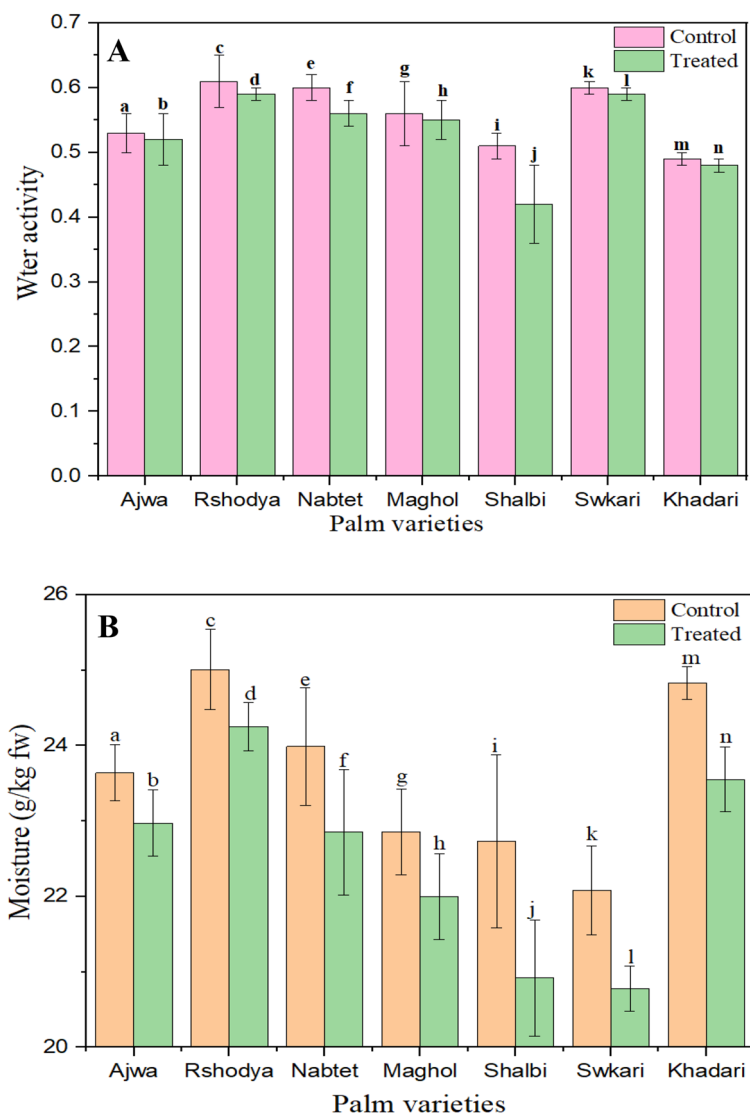 A
Control
Treated
Wter activity
0.7
0.6
0.5
0.4
0.3
0.2
0.1
0.0
a b c d e f g h i j k l m n
Ajwa Rshodya Nabtet Maghol Shalbi Swkari Khadari
Palm varieties
B
Control
Treated
Moisture (g/kg fw)
26
24
22
20
a b c d e f g h i j k l m n
Ajwa Rshodya Nabtet Maghol Shalbi Swkari Khadari
Palm varieties